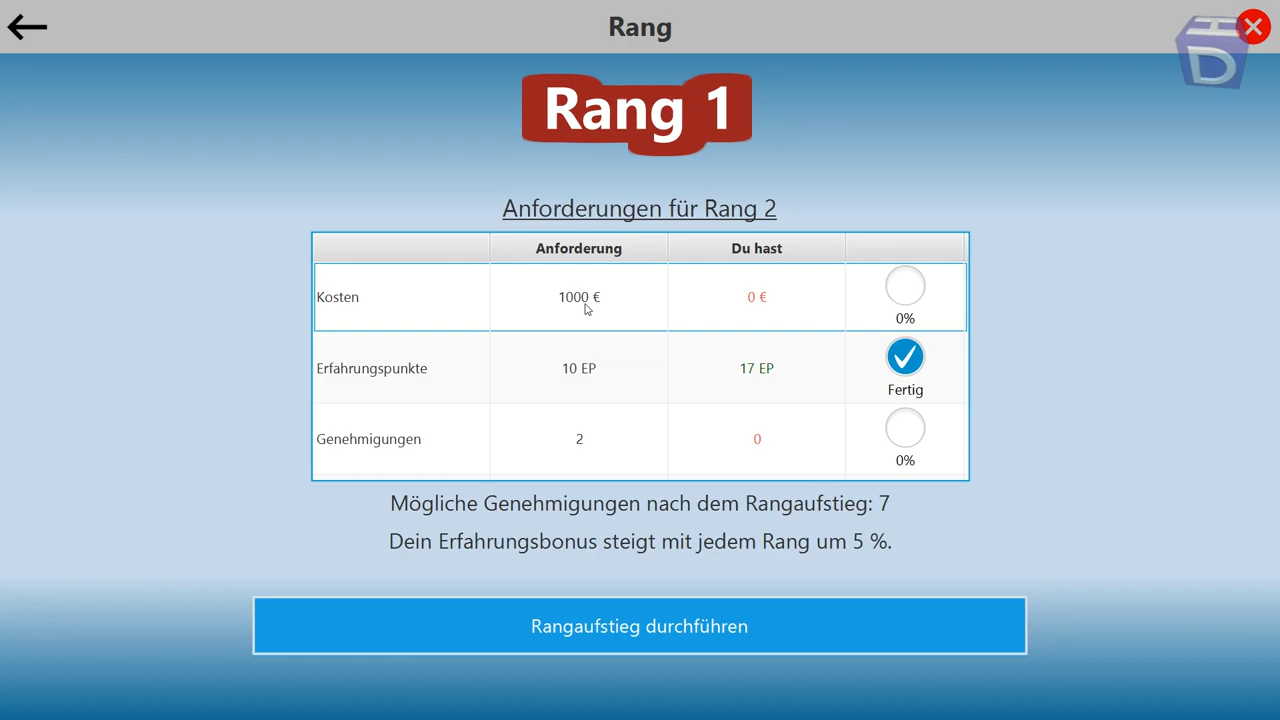 Rang
HD
Rang 1
Anforderungen für Rang 2
Anforderung Du hast
Kosten 1000 € 0 € 0%
Erfahrungspunkte 10 EP 17 EP Fertig
Genehmigungen 2 0 0%
Mögliche Genehmigungen nach dem Rangaufstieg: 7
Dein Erfahrungsbonus steigt mit jedem Rang um 5 %.
Rangaufstieg durchführen